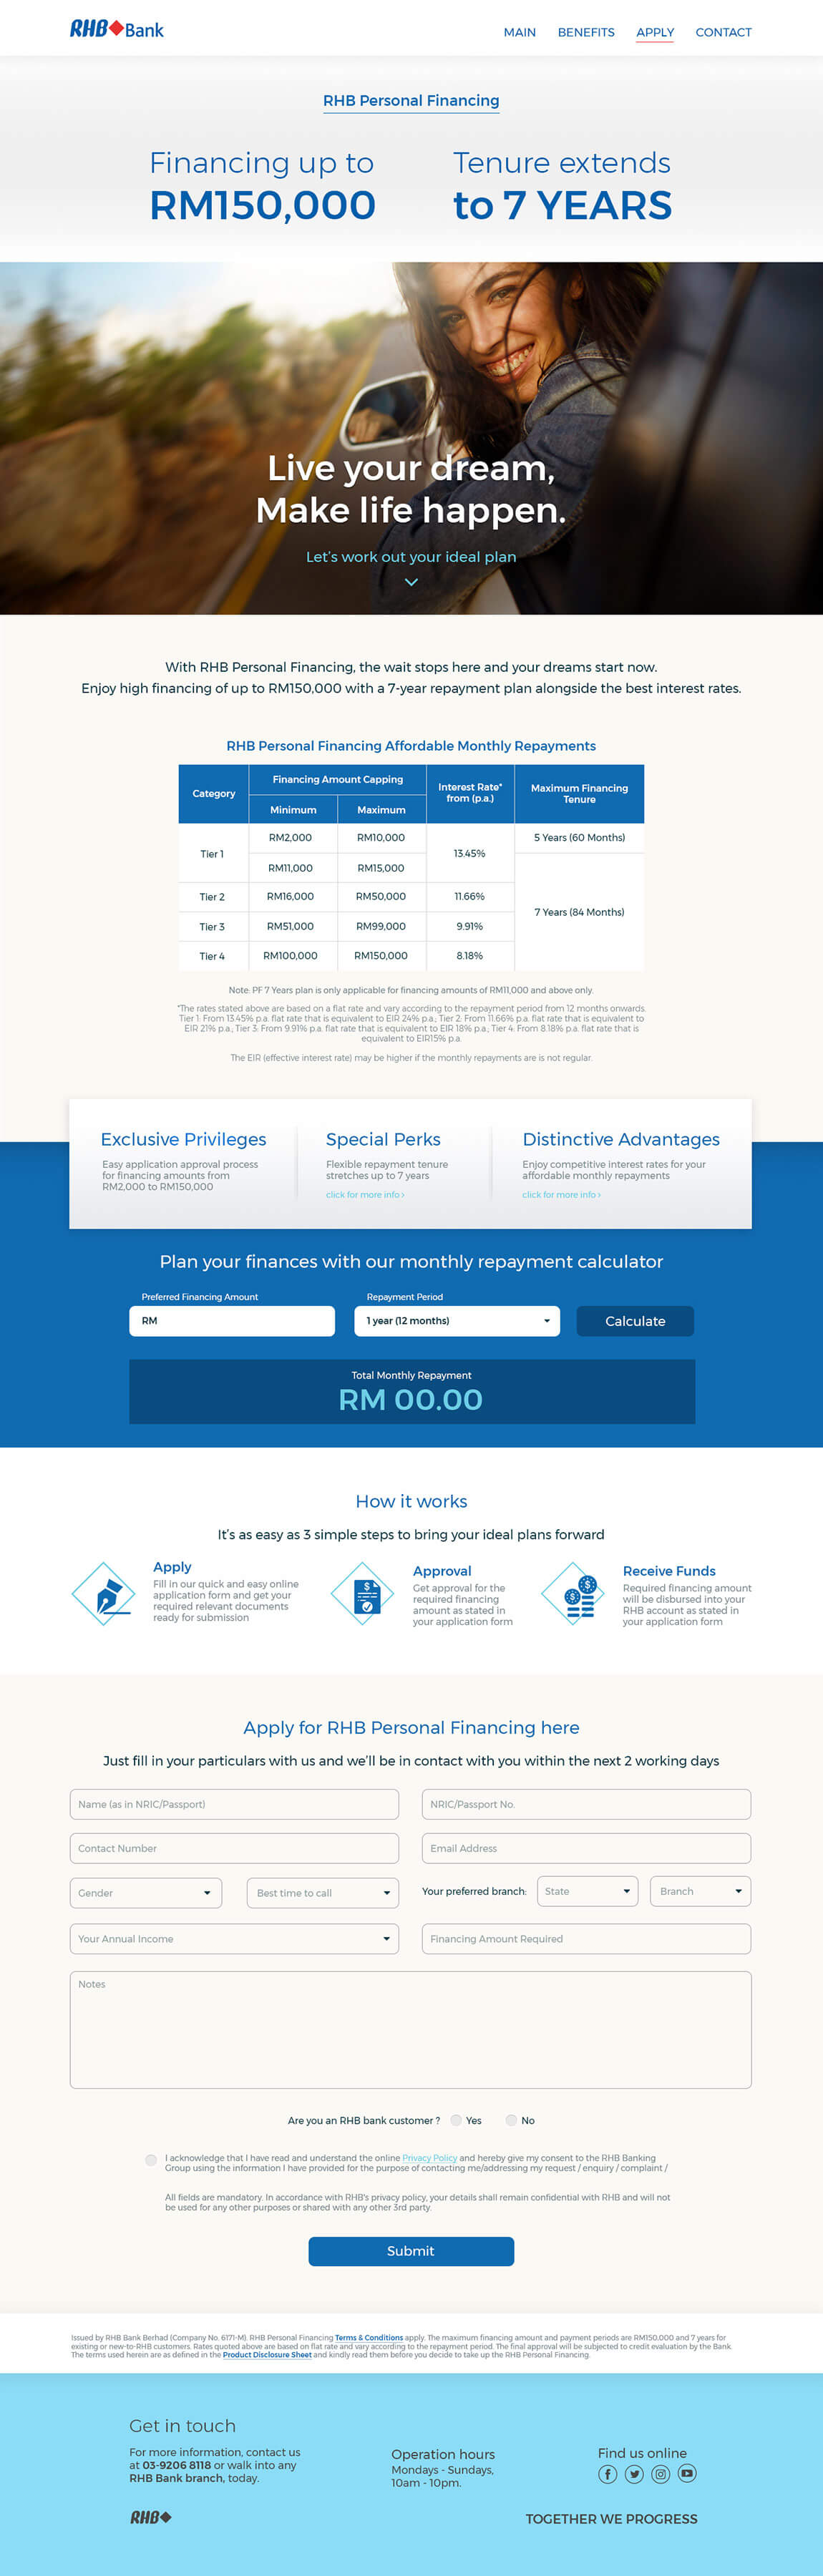 RHB Bank
MAIN BENEFITS APPLY CONTACT
RHB Personal Financing
Financing up to
RM150,000
Tenure extends
to 7 YEARS
Live your dream,
Make life happen.
Let's work out your ideal plan
With RHB Personal Financing, the wait stops here and your dreams start now.
Enjoy high financing of up to RM150,000 with a 7-year repayment plan alongside the best interest rates.
RHB Personal Financing Affordable Monthly Repayments
Category
Financing Amount Capping
Minimum Maximum
Interest Rate*
from (p.a.)
Maximum Financing
Tenure
Tier 1
RM2,000 RM10,000
13.45%
5 Years (60 Months)
RM11,000 RM15,000
Tier 2 RM16,000 RM50,000 11.66%
7 Years (84 Months)
Tier 3 RM51,000 RM99,000 9.91%
Tier 4 RM100,000 RM150,000 8.18%
Note: PF 7 Years plan is only applicable for financing amounts of RM11,000 and above only.
*The rates stated above are based on a flat rate and vary according to the repayment period from 12 months onwards.
Tier 1: From 13.45% p.a. flat rate that is equivalent to EIR 24% p.a.; Tier 2: From 11.66% p.a. flat rate that is equivalent to
EIR 21% p.a.; Tier 3: From 9.91% p.a. flat rate that is equivalent to EIR 18% p.a.; Tier 4: From 8.18% p.a. flat rate that is
equivalent to EIR15% p.a.
The EIR (effective interest rate) may be higher if the monthly repayments are is not regular.
Exclusive Privileges
Easy application approval process
for financing amounts from
RM2,000 to RM150,000
Special Perks
Flexible repayment tenure
stretches up to 7 years
click for more info >
Distinctive Advantages
Enjoy competitive interest rates for your
affordable monthly repayments
click for more info >
Plan your finances with our monthly repayment calculator
Preferred Financing Amount
RM
Repayment Period
1 year (12 months)
Calculate
Total Monthly Repayment
RM 00.00
How it works
It's as easy as 3 simple steps to bring your ideal plans forward
Apply
Fill in our quick and easy online
application form and get your
required relevant documents
ready for submission
Approval
Get approval for the
required financing
amount as stated in
your application form
Receive Funds
Required financing amount
will be disbursed into your
RHB account as stated in
your application form
Apply for RHB Personal Financing here
Just fill in your particulars with us and we'll be in contact with you within the next 2 working days
Name (as in NRIC/Passport)
NRIC/Passport No.
Contact Number
Email Address
Gender
Best time to call
Your preferred branch:
State
Branch
Your Annual Income
Financing Amount Required
Notes
Are you an RHB bank customer ? Yes No
I acknowledge that I have read and understand the online Privacy Policy and hereby give my consent to the RHB Banking
Group using the information I have provided for the purpose of contacting me/addressing my request / enquiry / complaint /
All fields are mandatory. In accordance with RHB's privacy policy, your details shall remain confidential with RHB and will not
be used for any other purposes or shared with any other 3rd party.
Submit
Issued by RHB Bank Berhad (Company No. 6171-M). RHB Personal Financing Terms & Conditions apply. The maximum financing amount and payment periods are RM150,000 and 7 years for
existing or new-to-RHB customers. Rates quoted above are based on flat rate and vary according to the repayment period. The final approval will be subjected to credit evaluation by the Bank.
The terms used herein are as defined in the Product Disclosure Sheet and kindly read them before you decide to take up the RHB Personal Financing.
Get in touch
For more information, contact us
at 03-9206 8118 or walk into any
RHB Bank branch, today.
Operation hours
Mondays - Sundays,
10am - 10pm.
Find us online
RHB
TOGETHER WE PROGRESS